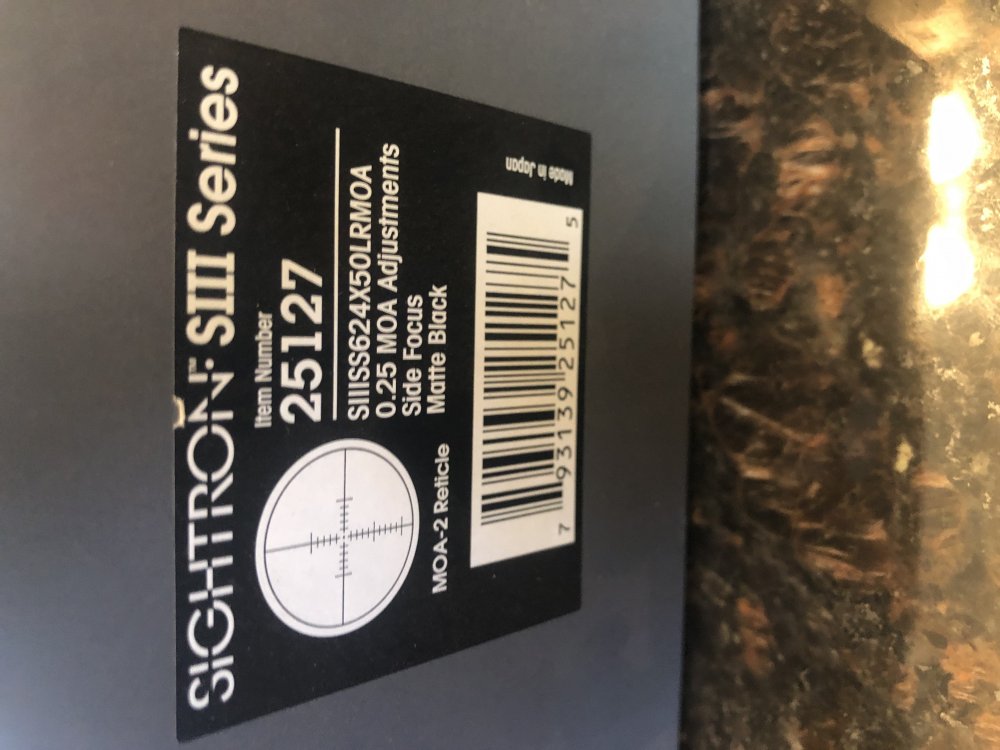 SIGHTRON™ SIII Series
Item Number
25127
SIIISS624X50LRMOA
0.25 MOA Adjustments
Side Focus
Matte Black
MOA-2 Reticle
7 93139 25127 5
Made in Japan